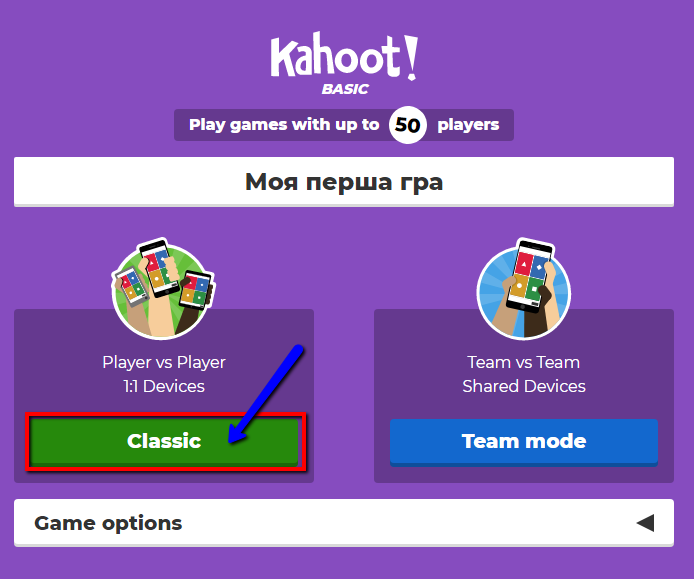 Kahoot!
BASIC
Play games with up to 50 players
Моя перша гра
Player vs Player
1:1 Devices
Classic
Team vs Team
Shared Devices
Team mode
Game options